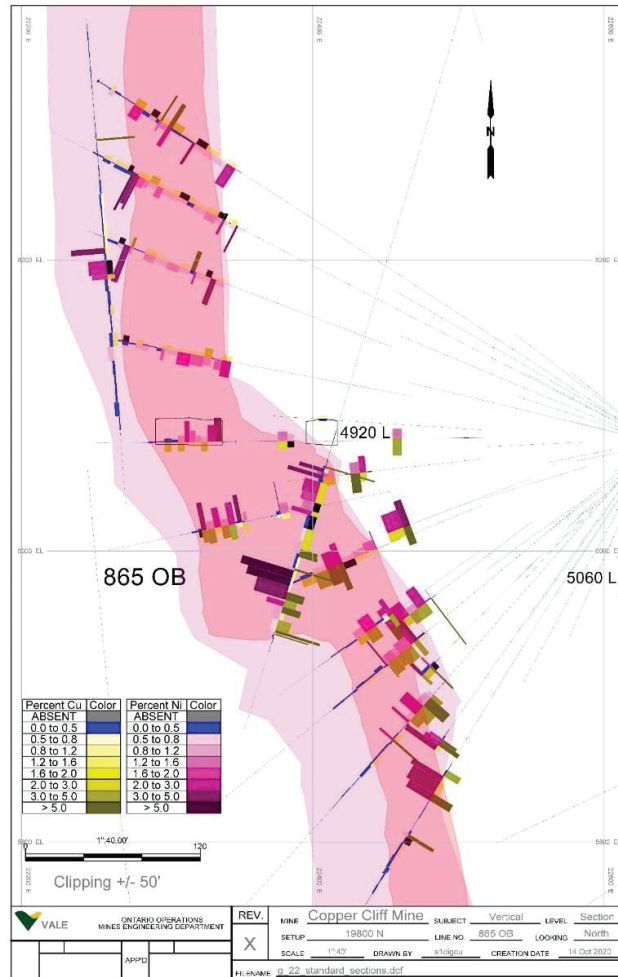 22400
22600
N
6200
4920 L
865 OB
6000
5060 L
Percent Cu Color Percent Ni Color
ABSENT ABSENT
0.0 to 0.5 0.0 to 0.5
0.5 to 0.8 0.5 to 0.8
0.8 to 1.2 0.8 to 1.2
1.2 to 1.6 1.2 to 1.6
1.6 to 2.0 1.6 to 2.0
2.0 to 3.0 2.0 to 3.0
3.0 to 5.0 3.0 to 5.0
> 5.0 > 5.0
1":40.00'
0 120
Clipping +/- 50'
5800
22400
VALE
ONTARIO OPERATIONS
MINES ENGINEERING DEPARTMENT
APP'D
REV.
X
MINE Copper Cliff Mine SUBJECT Vertical LEVEL Section
SETUP 19800 N LINE NO. 865 OB LOOKING North
SCALE 1":40' DRAWN BY CREATION DATE 14 Oct 2020
FILENAME g_22_standard_sections.dcf